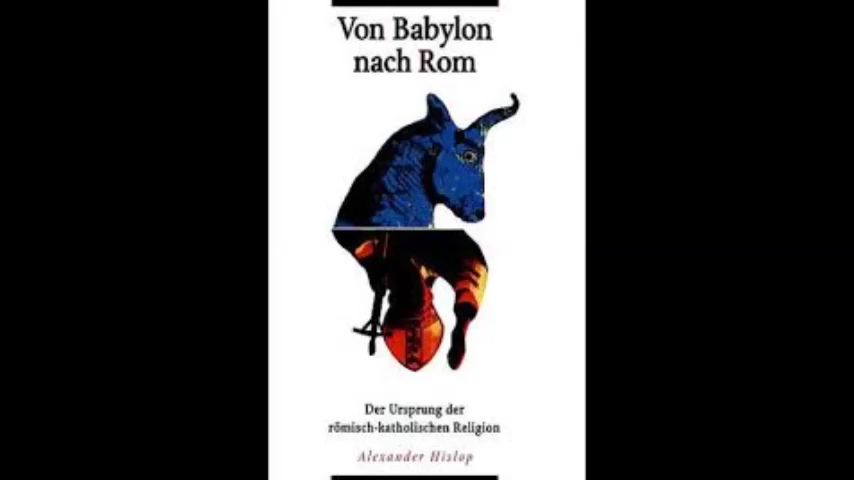 Von Babylon
nach Rom
Der Ursprung der
römisch-katholischen Religion
Alexander Hislop